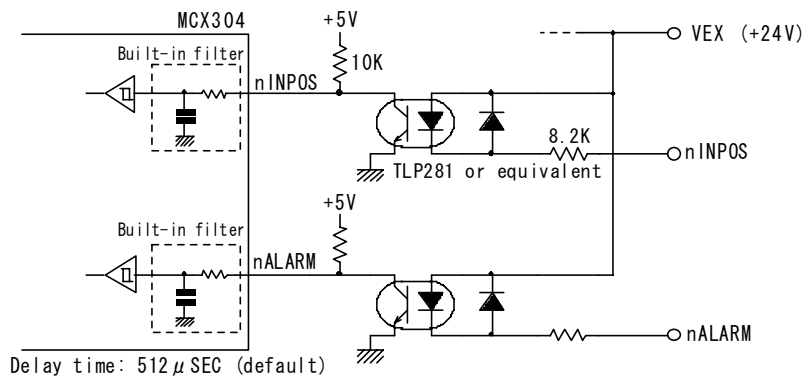 MCX304
+5V
VEX (+24V)
Built-in filter
10K
nINPOS
8.2K
nINPOS
TLP281 or equivalent
+5V
Built-in filter
nALARM
nALARM
Delay time: 512μSEC (default)